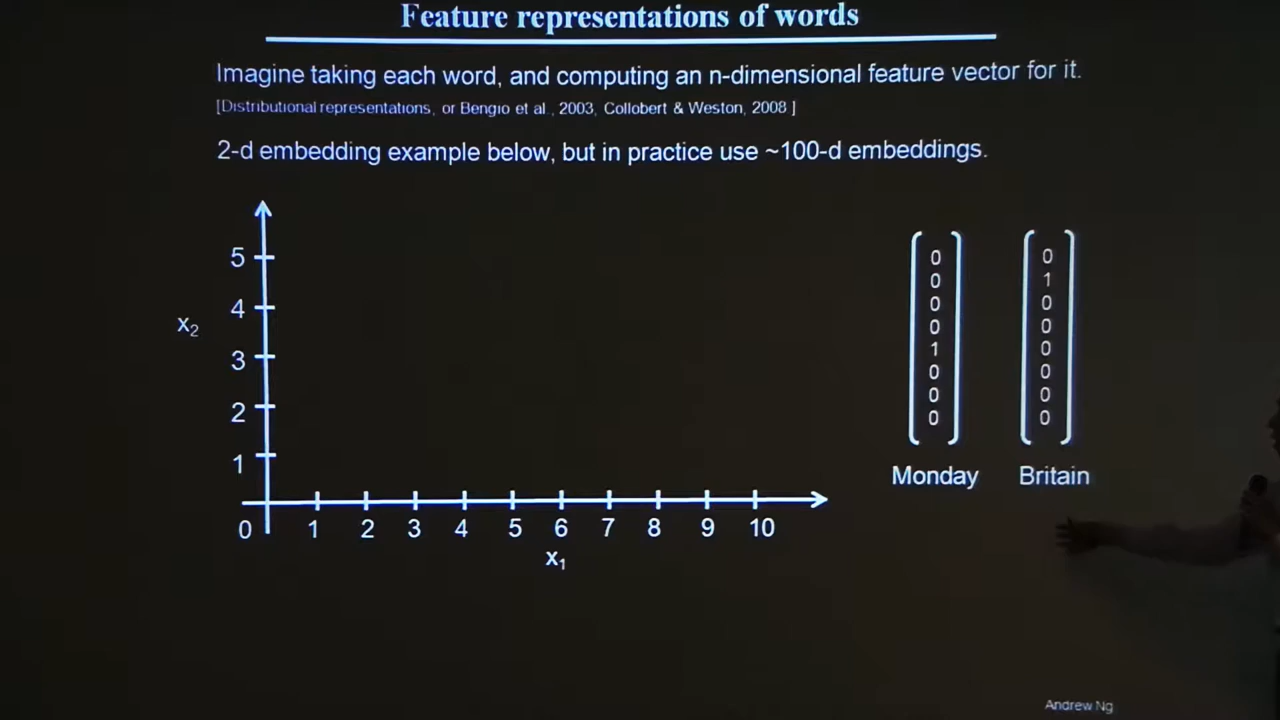 Feature representations of words
Imagine taking each word, and computing an n-dimensional feature vector for it.
[Distributional representations, or Bengio et al., 2003, Collobert & Weston, 2008 ]
2-d embedding example below, but in practice use ~100-d embeddings.
5
4
x2
3
2
1
0 1 2 3 4 5 6 7 8 9 10
x1
0 0
0 1
0 0
0 0
1 0
0 0
0 0
0 0
Monday Britain
Andrew Ng